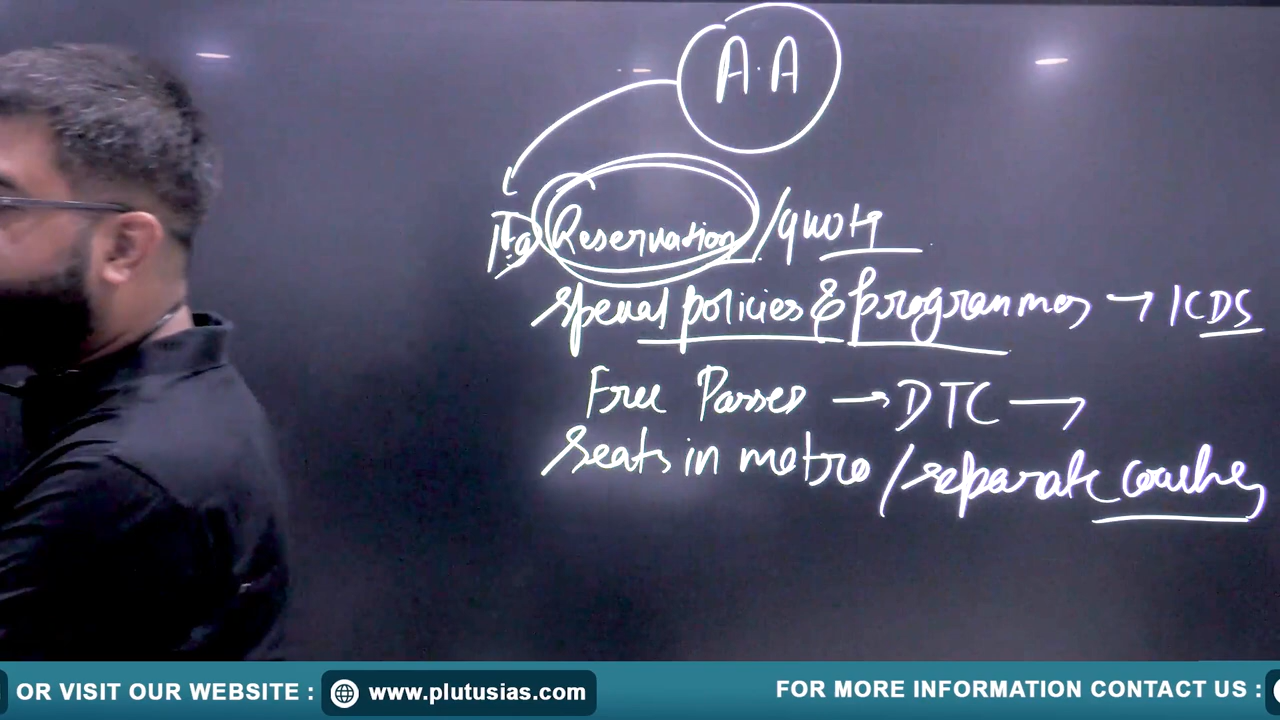 A.A
Reservation / quota
special policies & programmes → ICDS
Free Passes → DTC →
Seats in metro / separate coaches
OR VISIT OUR WEBSITE : www.plutusias.com FOR MORE INFORMATION CONTACT US :